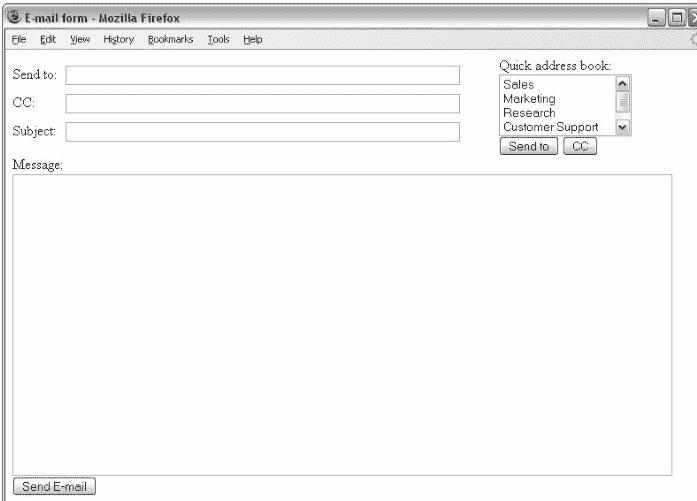 E-mail form - Mozilla Firefox
File Edit View History Bookmarks Tools Help
Send to:
CC:
Subject:
Quick address book:
Sales
Marketing
Research
Customer Support
Send to CC
Message:
Send E-mail